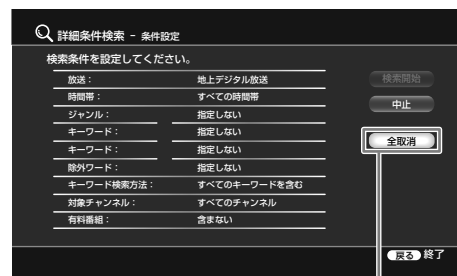 詳細条件検索 - 条件設定
検索条件を設定してください。
放送： 地上デジタル放送
時間帯： すべての時間帯
ジャンル： 指定しない
キーワード： 指定しない
キーワード： 指定しない
除外ワード： 指定しない
キーワード検索方法： すべてのキーワードを含む
対象チャンネル： すべてのチャンネル
有料番組： 含まない
検索開始
中止
全取消
戻る 終了